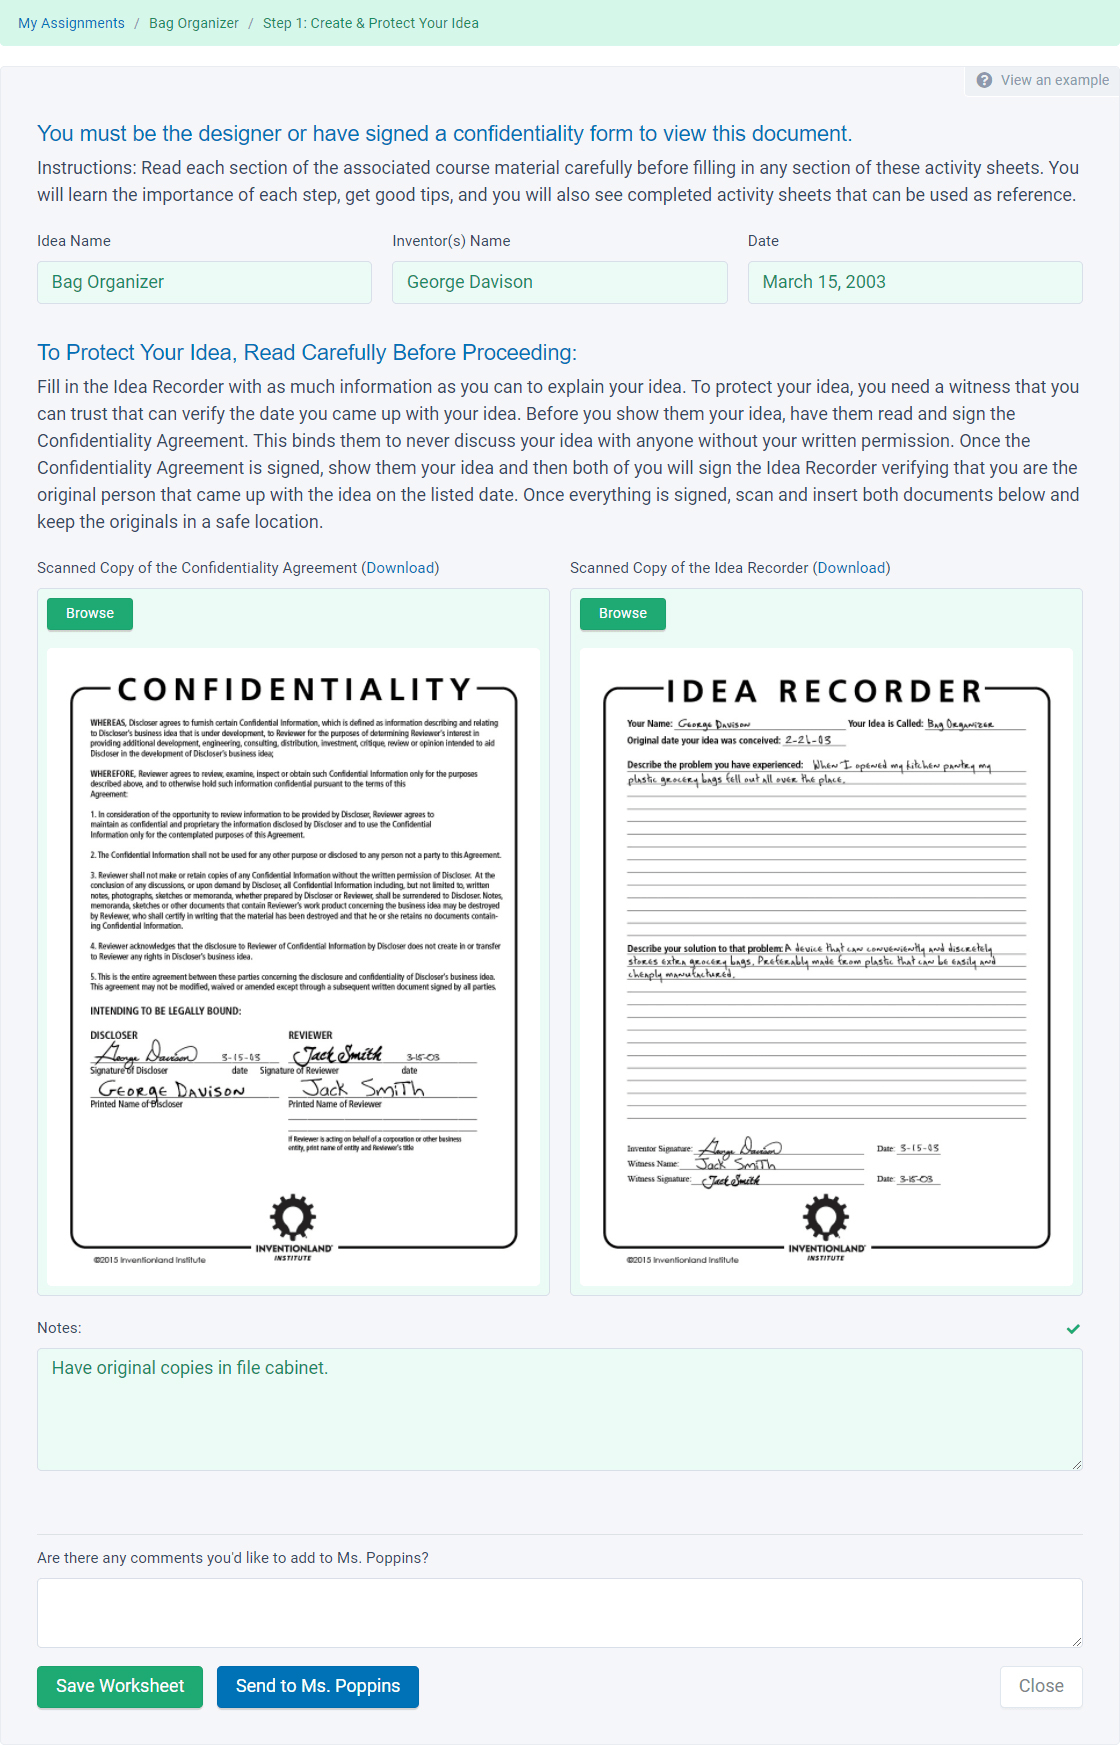 My Assignments / Bag Organizer / Step 1: Create & Protect Your Idea
View an example
You must be the designer or have signed a confidentiality form to view this document.
Instructions: Read each section of the associated course material carefully before filling in any section of these activity sheets. You
will learn the importance of each step, get good tips, and you will also see completed activity sheets that can be used as reference.
Idea Name
Bag Organizer
Inventor(s) Name
George Davison
Date
March 15, 2003
To Protect Your Idea, Read Carefully Before Proceeding:
Fill in the Idea Recorder with as much information as you can to explain your idea. To protect your idea, you need a witness that you
can trust that can verify the date you came up with your idea. Before you show them your idea, have them read and sign the
Confidentiality Agreement. This binds them to never discuss your idea with anyone without your written permission. Once the
Confidentiality Agreement is signed, show them your idea and then both of you will sign the Idea Recorder verifying that you are the
original person that came up with the idea on the listed date. Once everything is signed, scan and insert both documents below and
keep the originals in a safe location.
Scanned Copy of the Confidentiality Agreement (Download)
Browse
CONFIDENTIALITY
WHEREAS, Discloser agrees to furnish certain Confidential Information, which is defined as information describing and relating
to Discloser's business idea that is under development, to Reviewer for the purposes of determining Reviewer's interest in
providing additional development, engineering, consulting, distribution, investment, critique, review or opinion intended to aid
Discloser in the development of Discloser's business idea;
WHEREFORE, Reviewer agrees to review, examine, inspect or obtain such Confidential Information only for the purposes
described above, and to otherwise hold such information confidential pursuant to the terms of this
Agreement:
1. In consideration of the opportunity to review information to be provided by Discloser, Reviewer agrees to
maintain as confidential and proprietary the information disclosed by Discloser and to use the Confidential
Information only for the contemplated purposes of this Agreement.
2. The Confidential Information shall not be used for any other purpose or disclosed to any person not a party to this Agreement.
3. Reviewer shall not make or retain copies of any Confidential Information without the written permission of Discloser. At the
conclusion of any discussions, or upon demand by Discloser, all Confidential Information including, but not limited to, written
notes, photographs, sketches or memoranda, whether prepared by Discloser or Reviewer, shall be surrendered to Discloser. Notes,
memoranda, sketches or other documents that contain Reviewer's work product concerning the business idea may be destroyed
by Reviewer, who shall certify in writing that the material has been destroyed and that he or she retains no documents contain-
ing Confidential Information.
4. Reviewer acknowledges that the disclosure to Reviewer of Confidential Information by Discloser does not create in or transfer
to Reviewer any rights in Discloser's business idea.
5. This is the entire agreement between these parties concerning the disclosure and confidentiality of Discloser's business idea.
This agreement may not be modified, waived or amended except through a subsequent written document signed by all parties.
INTENDING TO BE LEGALLY BOUND:
DISCLOSER
George Davison 3-15-03
Signature of Discloser date
George Davison
Printed Name of Discloser
REVIEWER
Jack Smith 3-15-03
Signature of Reviewer date
Jack Smith
Printed Name of Reviewer
If Reviewer is acting on behalf of a corporation or other business
entity, print name of entity and Reviewer's title
INVENTIONLAND
INSTITUTE
©2015 Inventionland Institute
Scanned Copy of the Idea Recorder (Download)
Browse
IDEA RECORDER
Your Name: George Davison Your Idea is Called: Bag Organizer
Original date your idea was conceived: 2-26-03
Describe the problem you have experienced: When I opened my kitchen pantry my
plastic grocery bags fell out all over the place.
Describe your solution to that problem: A device that can conveniently and discretely
stores extra grocery bags. Preferably made from plastic that can be easily and
cheaply manufactured.
Inventor Signature: George Davison Date: 3-15-03
Witness Name: Jack Smith
Witness Signature: Jack Smith Date: 3-15-03
INVENTIONLAND
INSTITUTE
©2015 Inventionland Institute
Notes:
Have original copies in file cabinet.
Are there any comments you'd like to add to Ms. Poppins?
Save Worksheet
Send to Ms. Poppins
Close